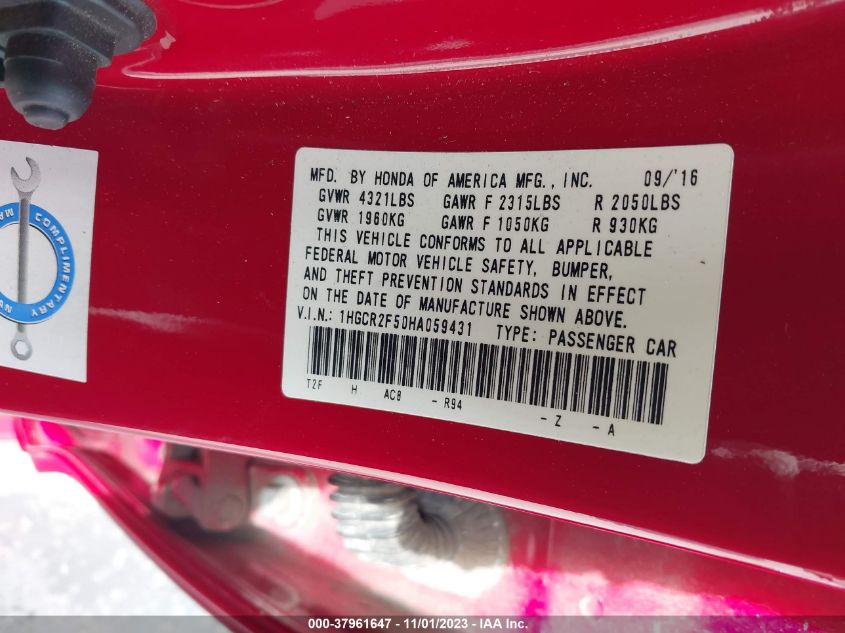 MFD. BY HONDA OF AMERICA MFG., INC. 09/'16
GVWR 4321LBS GAWR F 2315LBS R 2050LBS
GVWR 1960KG GAWR F 1050KG R 930KG
THIS VEHICLE CONFORMS TO ALL APPLICABLE
FEDERAL MOTOR VEHICLE SAFETY, BUMPER,
AND THEFT PREVENTION STANDARDS IN EFFECT
ON THE DATE OF MANUFACTURE SHOWN ABOVE.
V.I.N.: 1HGCR2F50HA059431 TYPE: PASSENGER CAR
T2F H AC8 - R94 - Z - A
COMPLIMENTARY
000-37961647 - 11/01/2023 - IAA Inc.